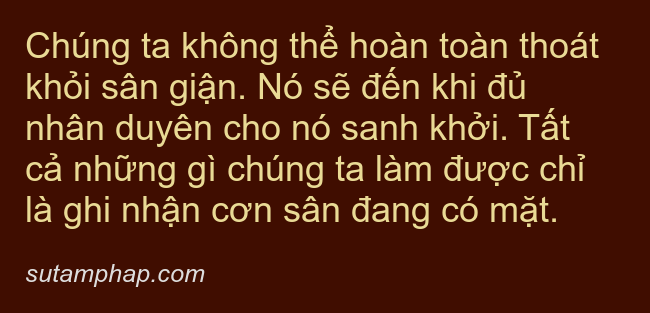 Chúng ta không thể hoàn toàn thoát
khỏi sân giận. Nó sẽ đến khi đủ
nhân duyên cho nó sanh khởi. Tất
cả những gì chúng ta làm được chỉ
là ghi nhận cơn sân đang có mặt.
sutamphap.com